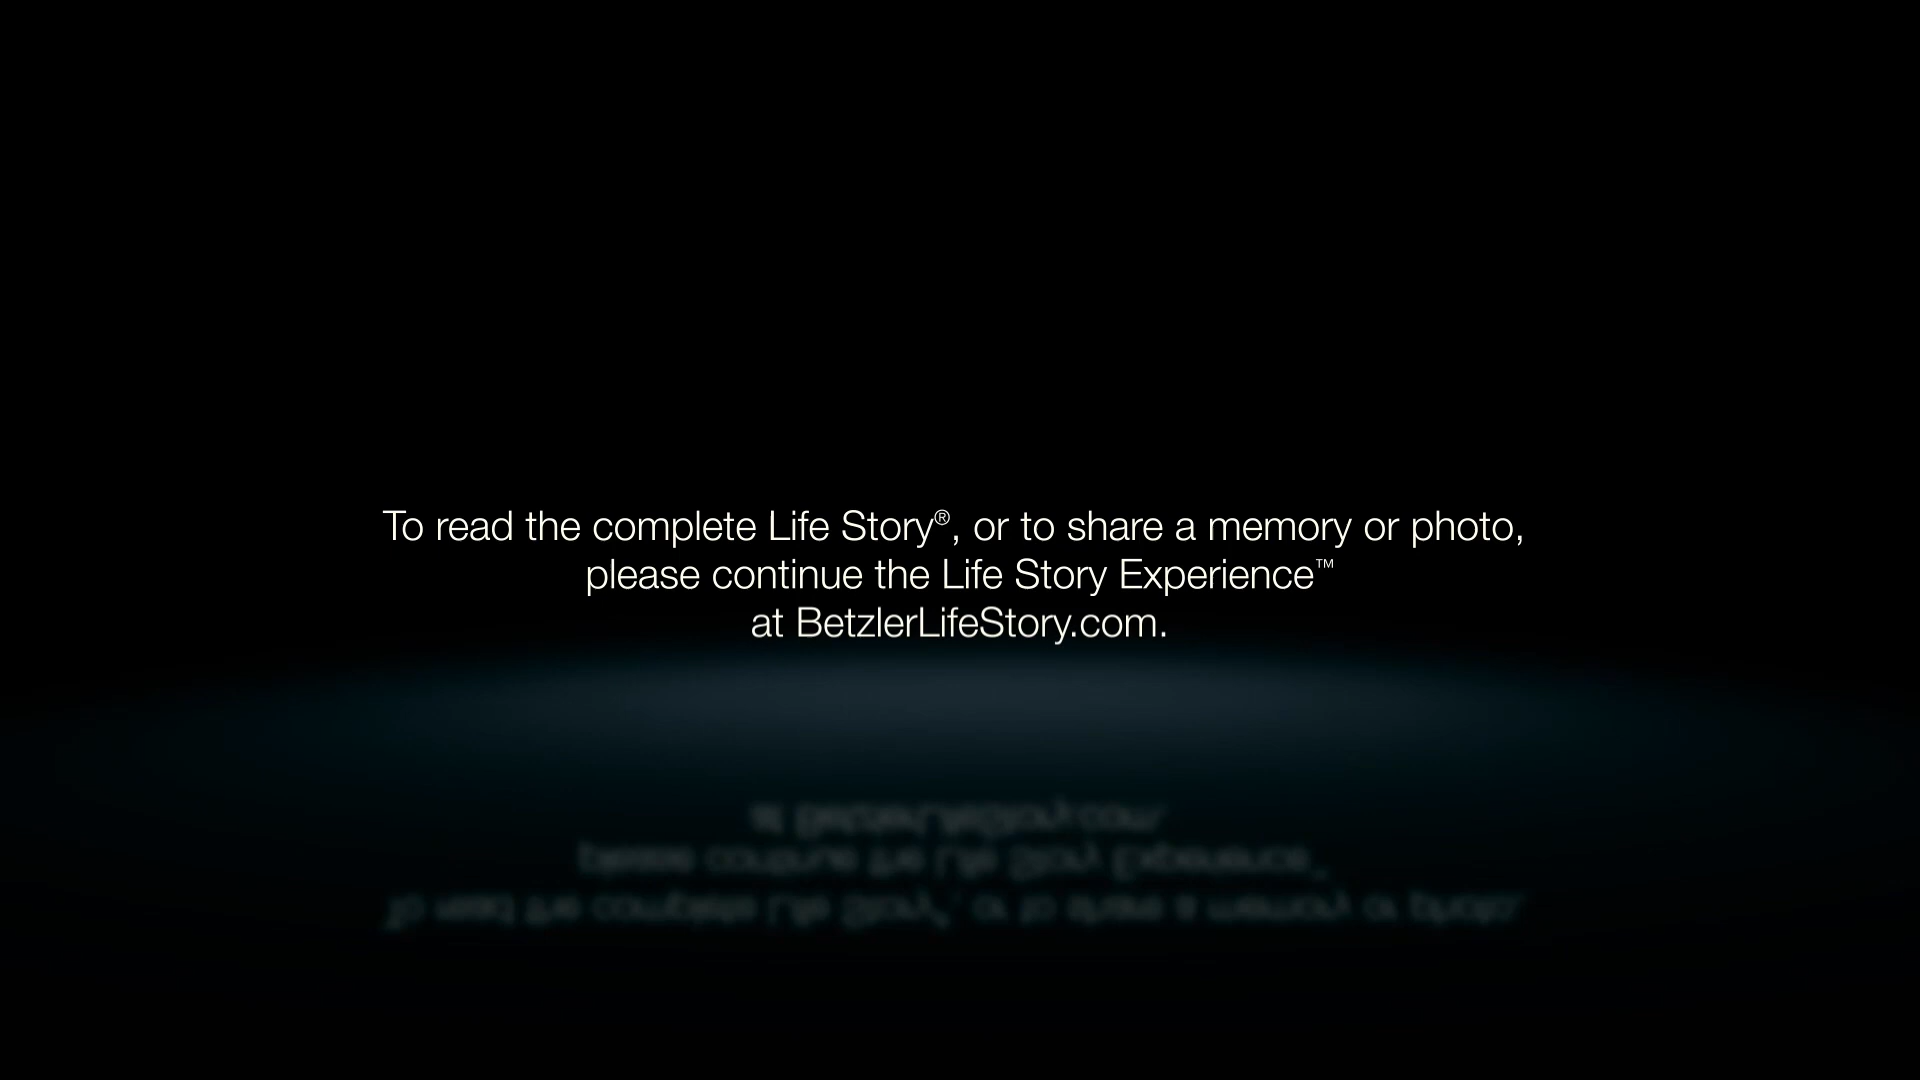 To read the complete Life Story®, or to share a memory or photo,
please continue the Life Story Experience™
at BetzlerLifeStory.com.